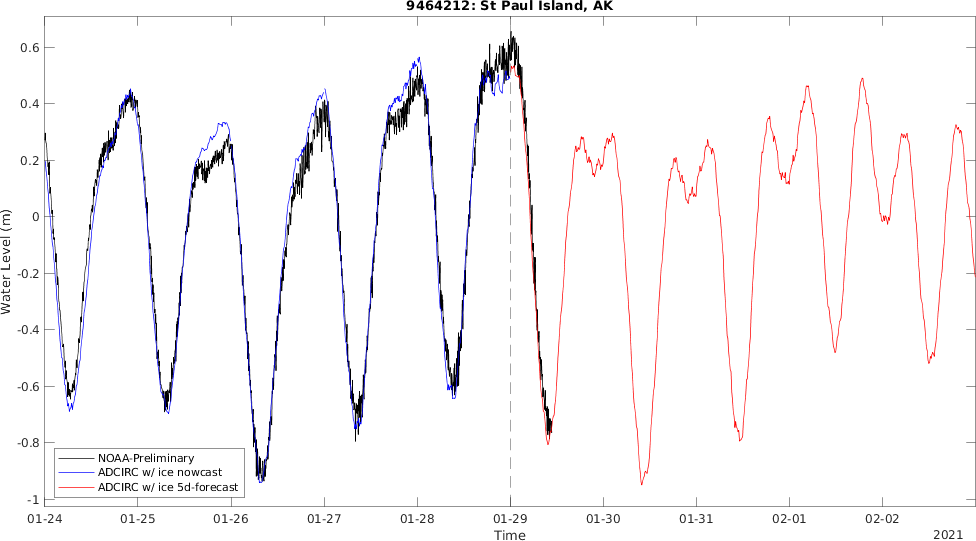 9464212: St Paul Island, AK
Water Level (m)
0.6
0.4
0.2
0
-0.2
-0.4
-0.6
-0.8
-1
NOAA-Preliminary
ADCIRC w/ ice nowcast
ADCIRC w/ ice 5d-forecast
01-24 01-25 01-26 01-27 01-28 01-29 01-30 01-31 02-01 02-02
Time
2021